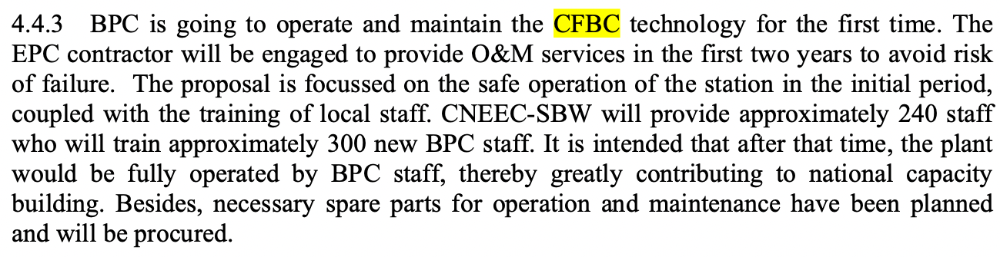 4.4.3 BPC is going to operate and maintain the CFBC technology for the first time. The
EPC contractor will be engaged to provide O&M services in the first two years to avoid risk
of failure. The proposal is focussed on the safe operation of the station in the initial period,
coupled with the training of local staff. CNEEC-SBW will provide approximately 240 staff
who will train approximately 300 new BPC staff. It is intended that after that time, the plant
would be fully operated by BPC staff, thereby greatly contributing to national capacity
building. Besides, necessary spare parts for operation and maintenance have been planned
and will be procured.